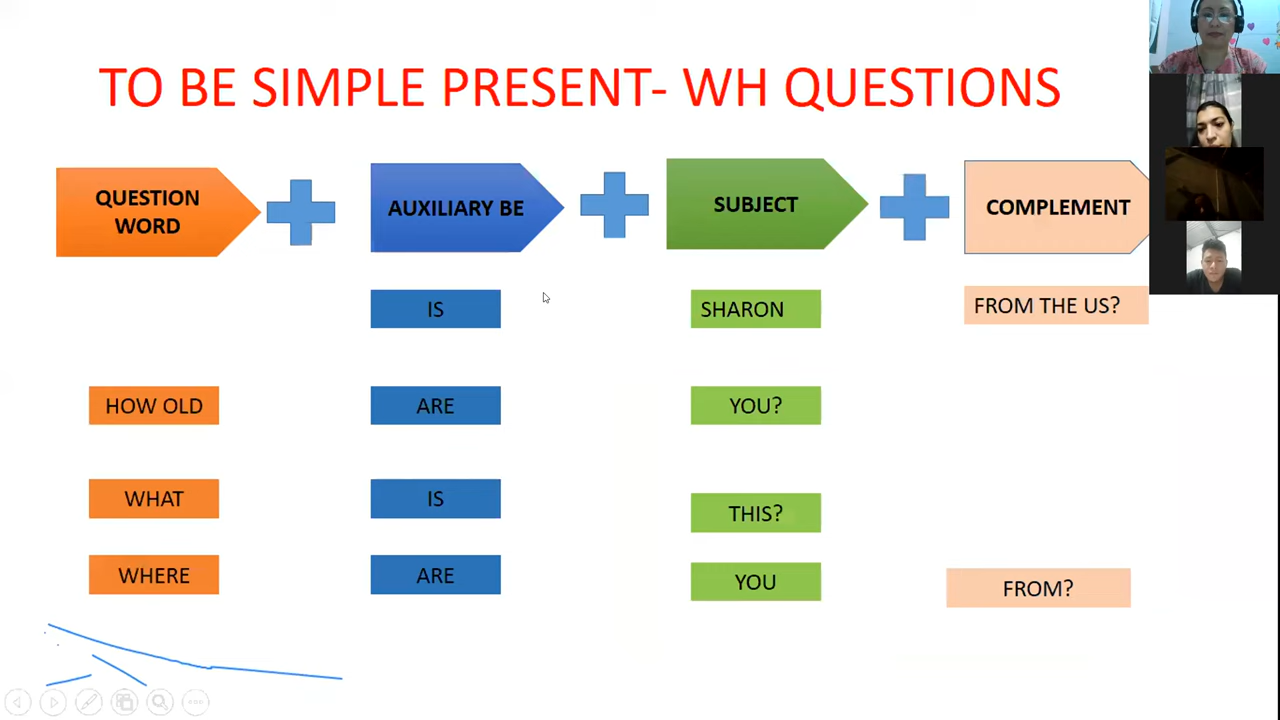 TO BE SIMPLE PRESENT- WH QUESTIONS
QUESTION
WORD
AUXILIARY BE
SUBJECT
COMPLEMENT
IS
SHARON
FROM THE US?
HOW OLD
ARE
YOU?
WHAT
IS
THIS?
WHERE
ARE
YOU
FROM?